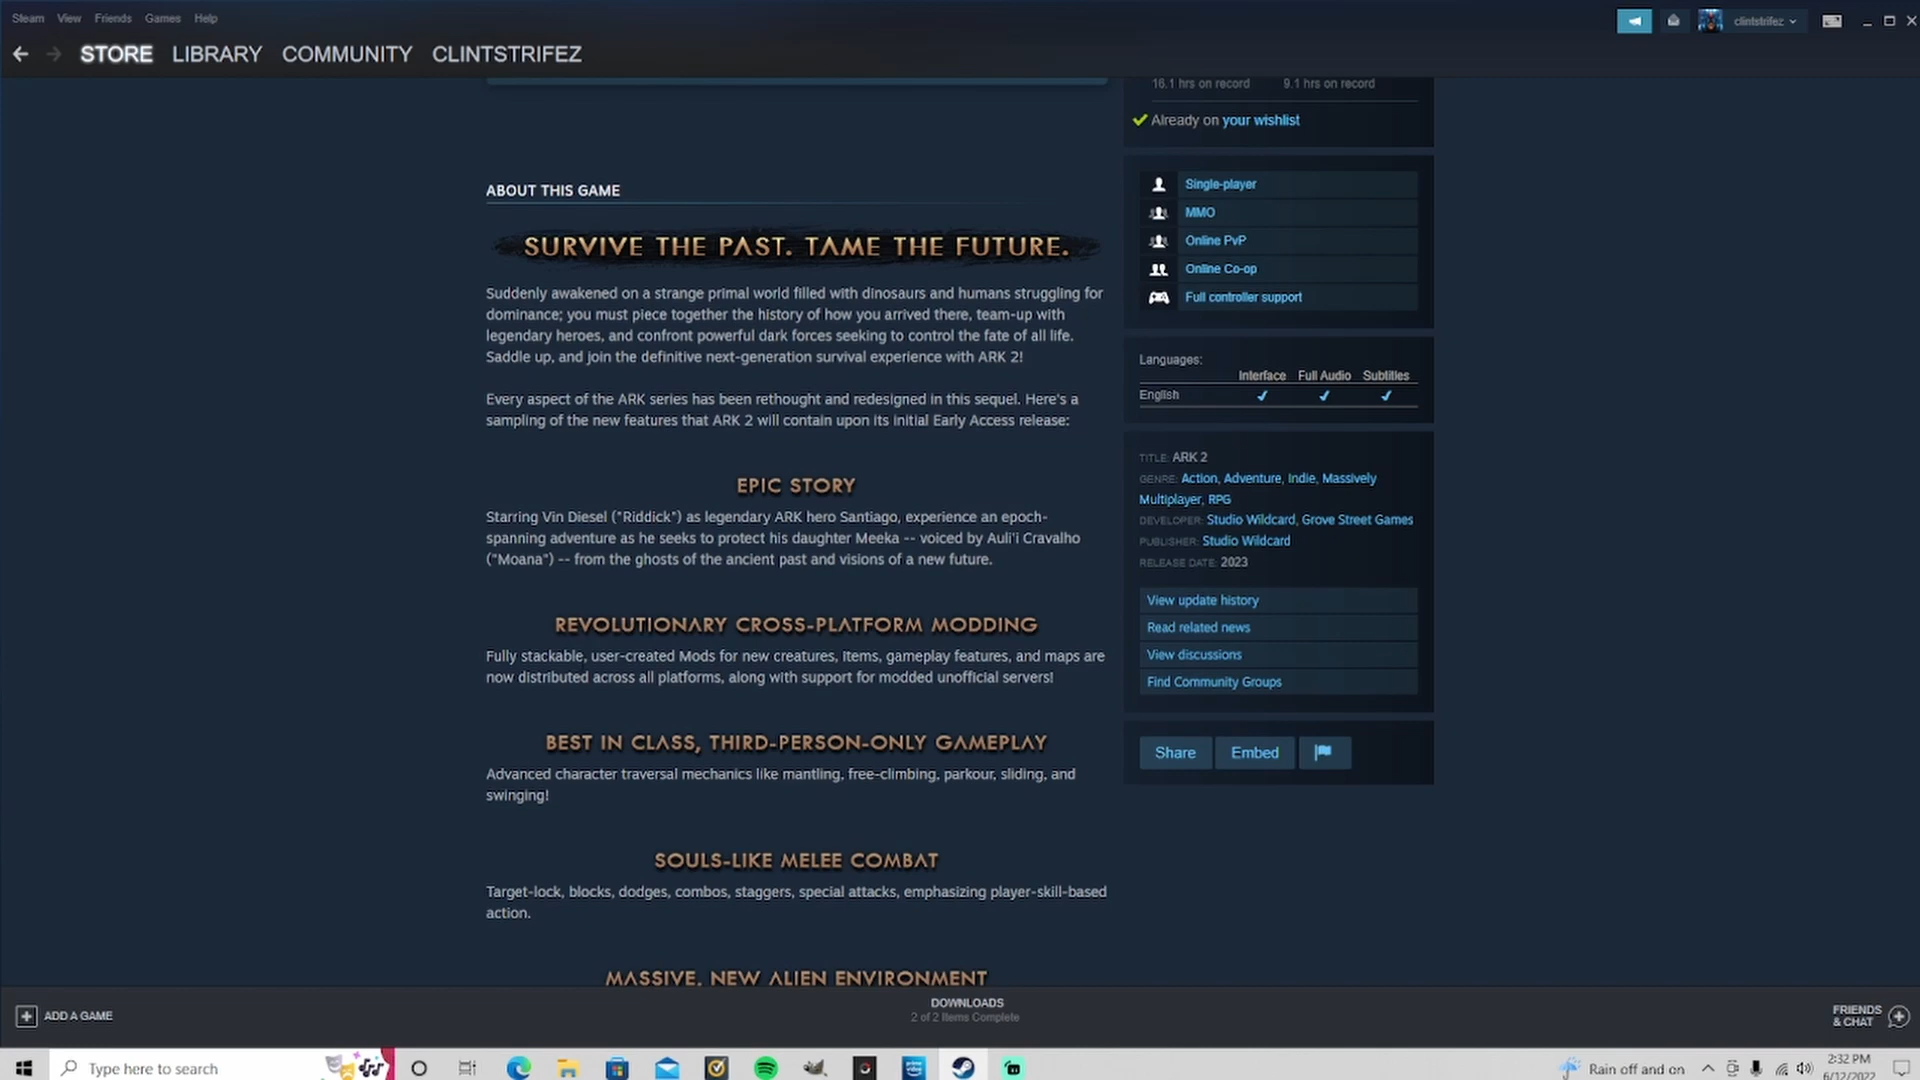 Steam View Friends Games Help
clintstrifez
STORE LIBRARY COMMUNITY CLINTSTRIFEZ
16.1 hrs on record 9.1 hrs on record
Already on your wishlist
ABOUT THIS GAME
SURVIVE THE PAST. TAME THE FUTURE.
Suddenly awakened on a strange primal world filled with dinosaurs and humans struggling for
dominance; you must piece together the history of how you arrived there, team-up with
legendary heroes, and confront powerful dark forces seeking to control the fate of all life.
Saddle up, and join the definitive next-generation survival experience with ARK 2!
Every aspect of the ARK series has been rethought and redesigned in this sequel. Here's a
sampling of the new features that ARK 2 will contain upon its initial Early Access release:
EPIC STORY
Starring Vin Diesel ("Riddick") as legendary ARK hero Santiago, experience an epoch-
spanning adventure as he seeks to protect his daughter Meeka -- voiced by Auli'i Cravalho
("Moana") -- from the ghosts of the ancient past and visions of a new future.
REVOLUTIONARY CROSS-PLATFORM MODDING
Fully stackable, user-created Mods for new creatures, items, gameplay features, and maps are
now distributed across all platforms, along with support for modded unofficial servers!
BEST IN CLASS, THIRD-PERSON-ONLY GAMEPLAY
Advanced character traversal mechanics like mantling, free-climbing, parkour, sliding, and
swinging!
SOULS-LIKE MELEE COMBAT
Target-lock, blocks, dodges, combos, staggers, special attacks, emphasizing player-skill-based
action.
MASSIVE, NEW ALIEN ENVIRONMENT
Single-player
MMO
Online PvP
Online Co-op
Full controller support
Languages:
Interface Full Audio Subtitles
English ✓ ✓ ✓
TITLE: ARK 2
GENRE: Action, Adventure, Indie, Massively
Multiplayer, RPG
DEVELOPER: Studio Wildcard, Grove Street Games
PUBLISHER: Studio Wildcard
RELEASE DATE: 2023
View update history
Read related news
View discussions
Find Community Groups
Share Embed
ADD A GAME
DOWNLOADS
2 of 2 Items Complete
FRIENDS
& CHAT
Type here to search
Rain off and on
2:32 PM
6/12/2022